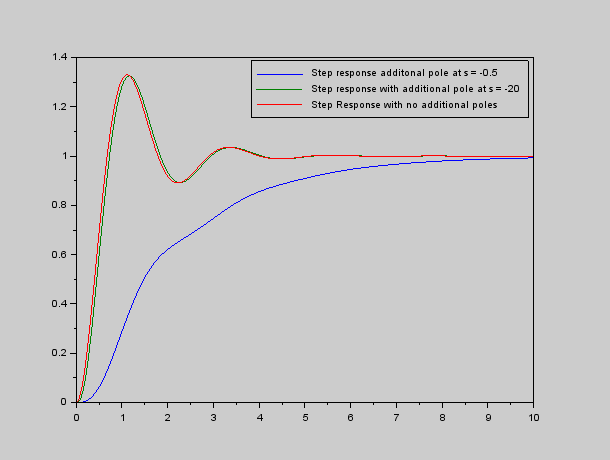 1.4
Step response additonal pole at s = -0.5
Step response with additional pole at s = -20
Step Response with no additional poles
1.2
1
0.8
0.6
0.4
0.2
0
0 1 2 3 4 5 6 7 8 9 10